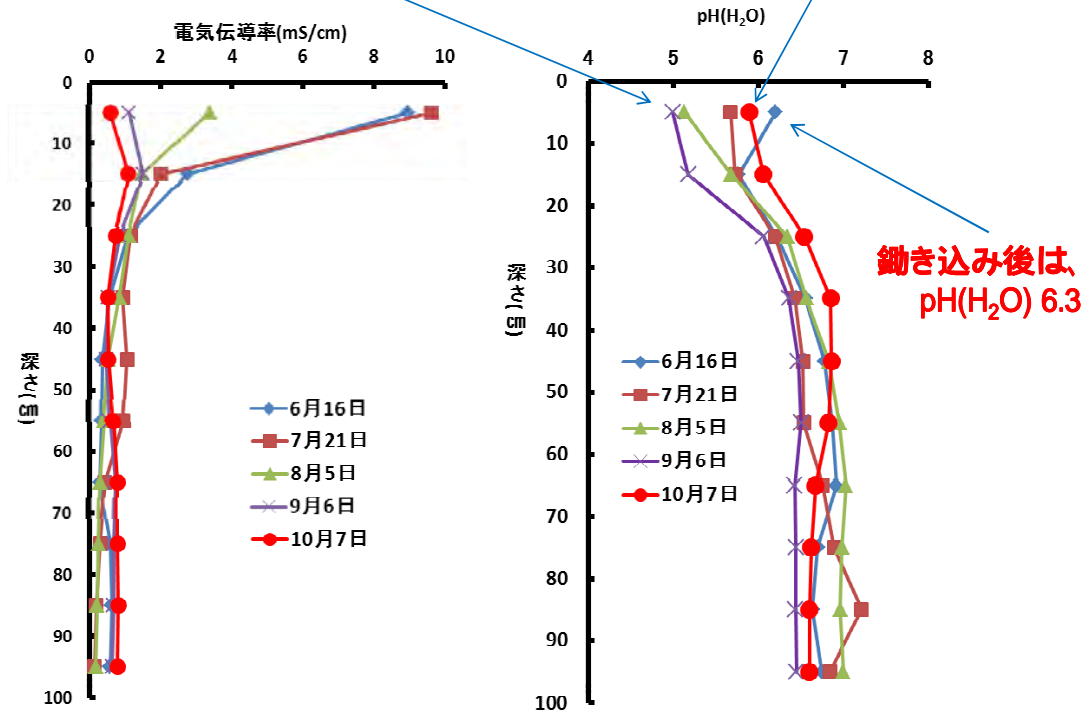 電気伝導率(mS/cm)
0 2 4 6 8 10
0
10
20
30
40
50
60
70
80
90
100
深さ(㎝)
6月16日
7月21日
8月5日
9月6日
10月7日
pH(H₂O)
4 5 6 7 8
0
10
20
30
40
50
60
70
80
90
100
深さ(㎝)
6月16日
7月21日
8月5日
9月6日
10月7日
鋤き込み後は、
pH(H₂O) 6.3